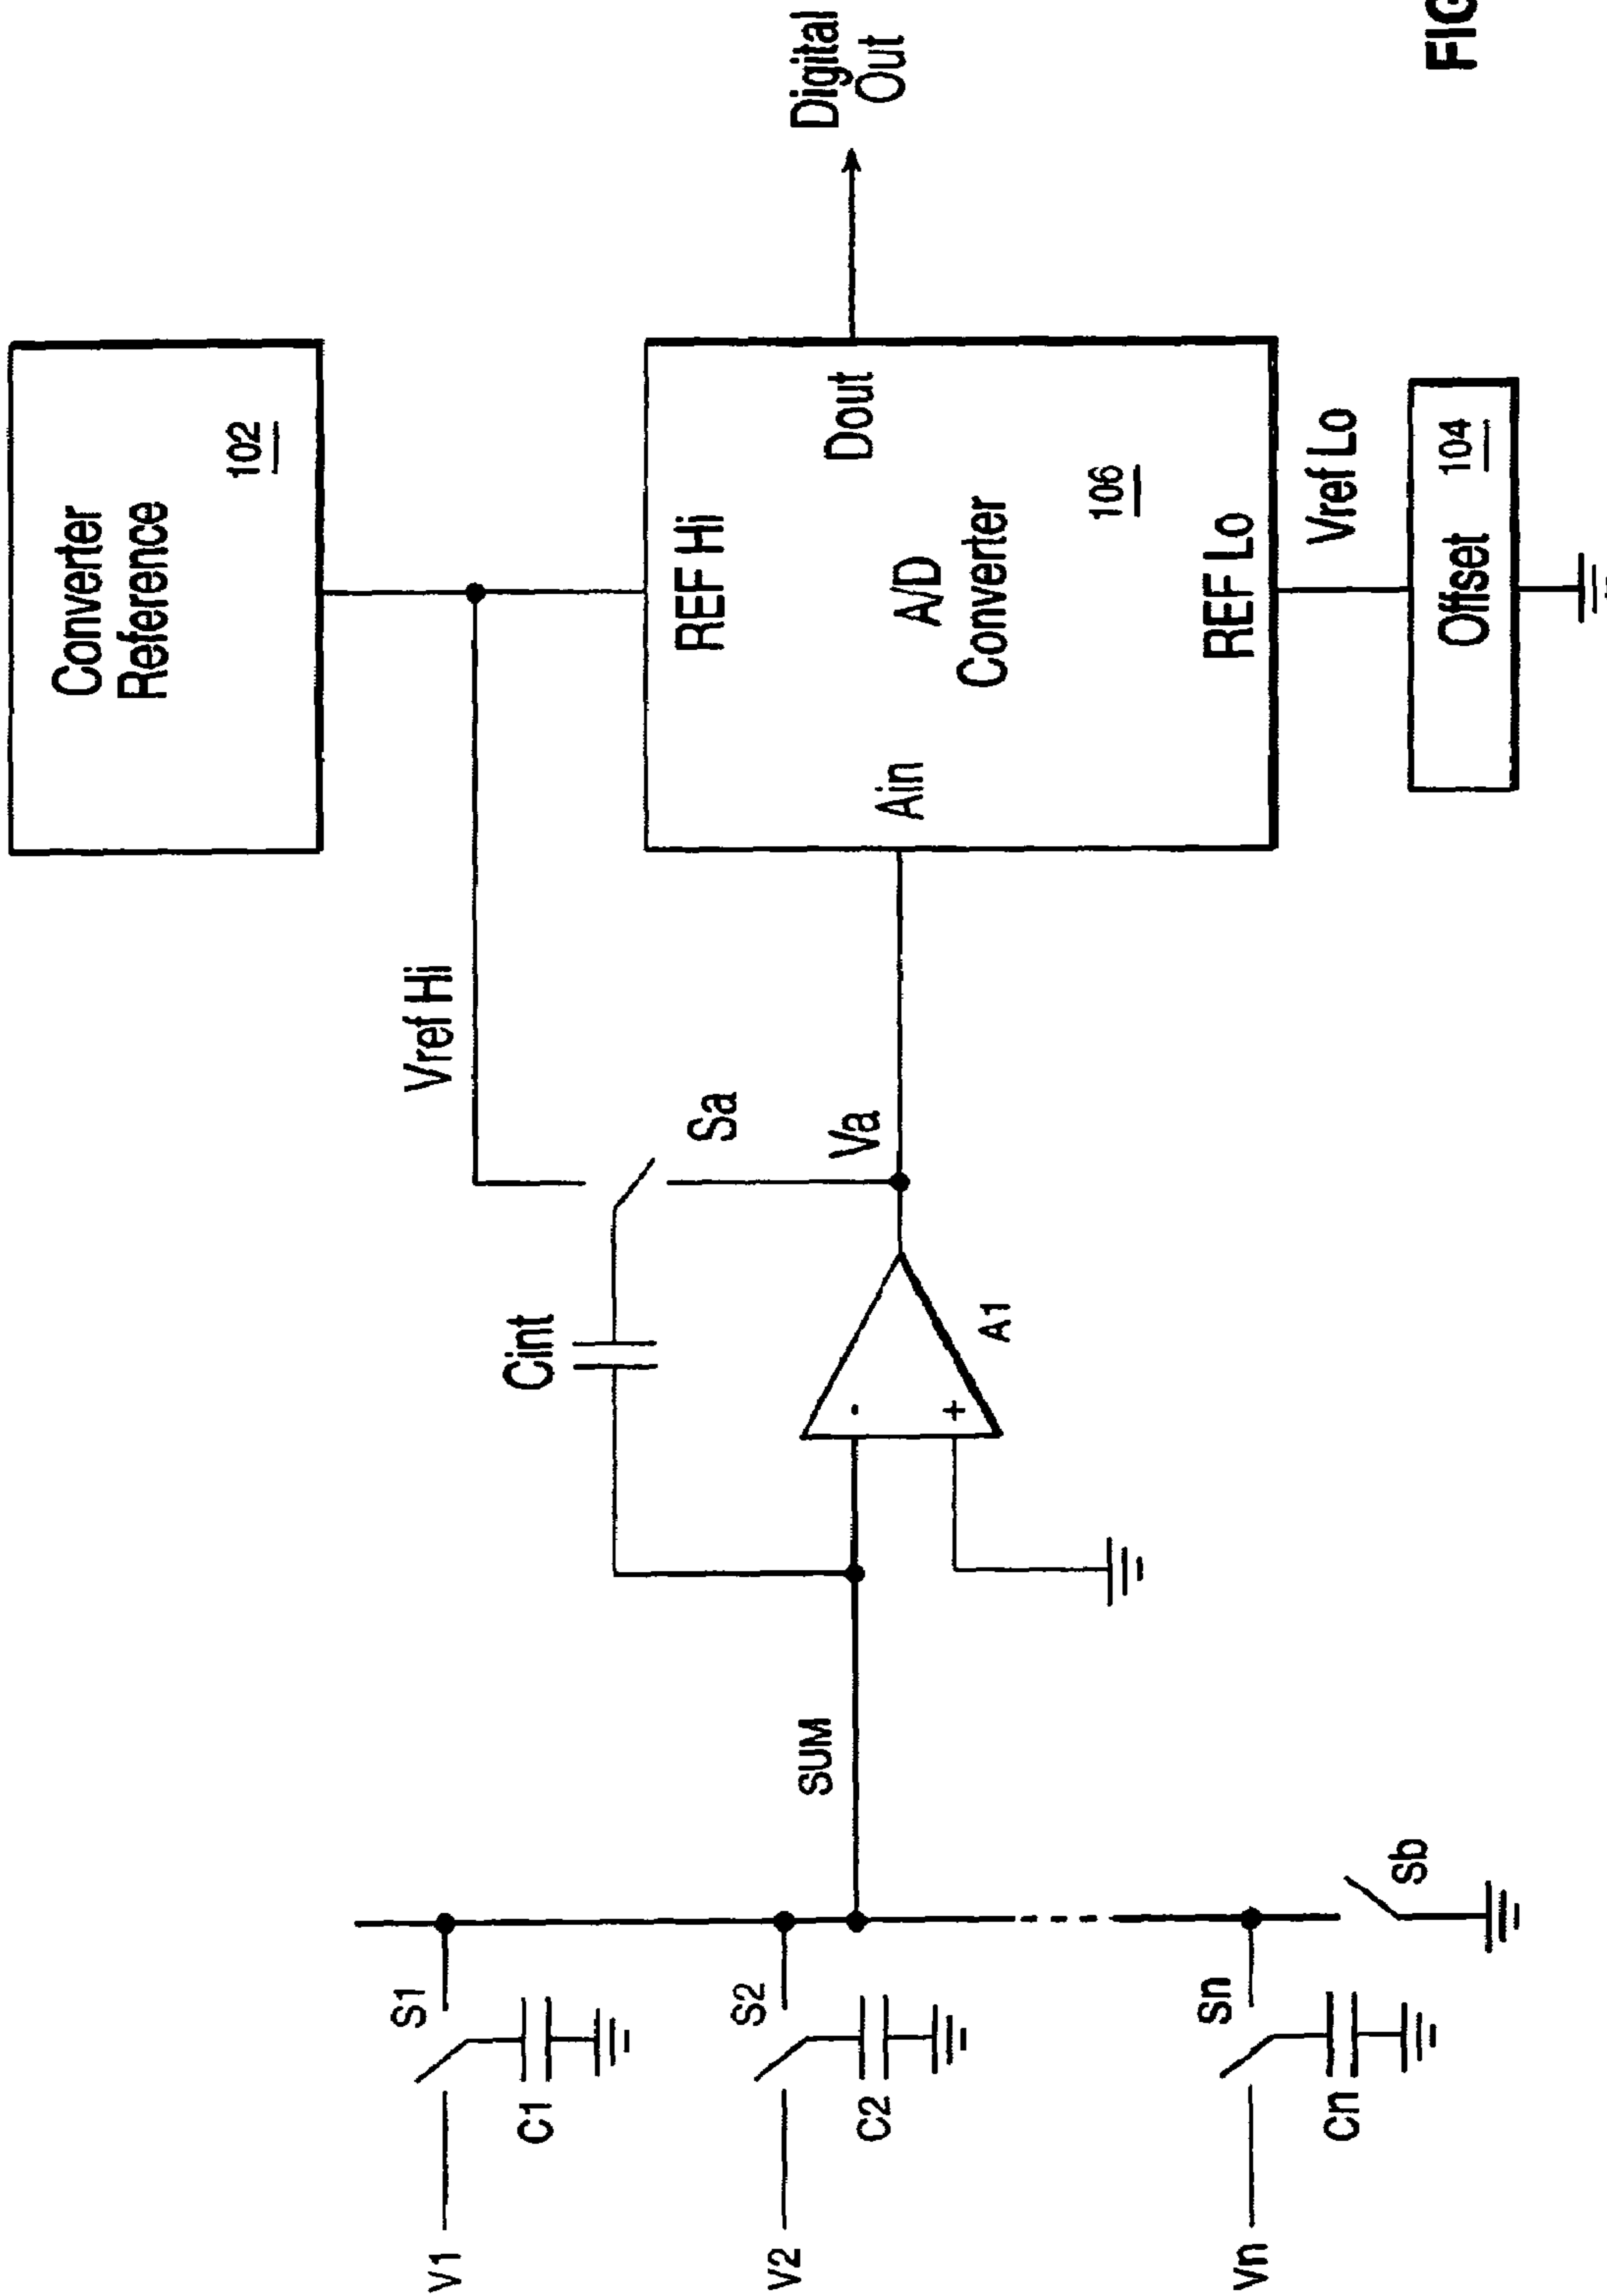 Converter
Reference
102
Vref Hi
REF Hi
Ain
A/D
Converter
Dout
106
REF Lo
Vref Lo
Offset
104
Digital
Out
Cint
Sa
Va
-
+
A1
SUM
V1
S1
C1
V2
S2
C2
Vn
Sn
Cn
Sb
FIG